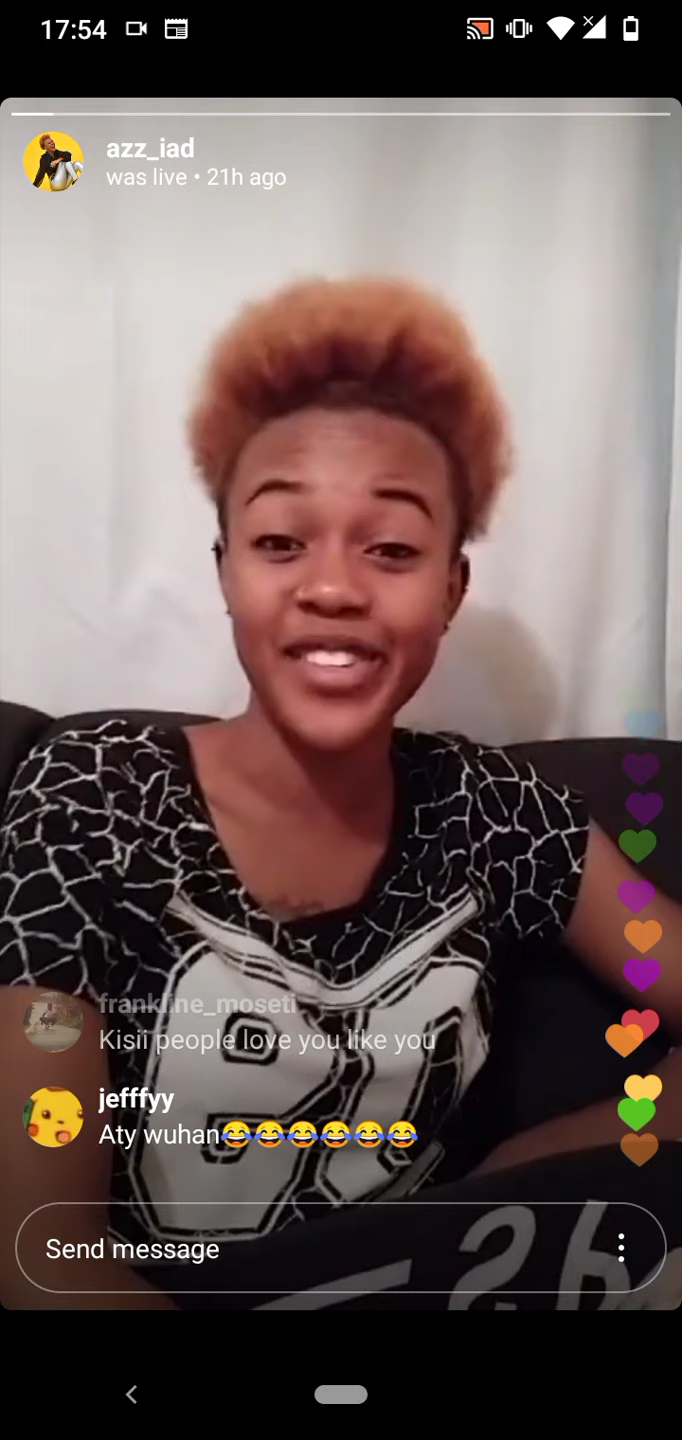 17:54
azz_iad
was live • 21h ago
frankline_moseti
Kisii people love you like you
jefffyy
Aty wuhan😂😂😂😂😂😂
Send message